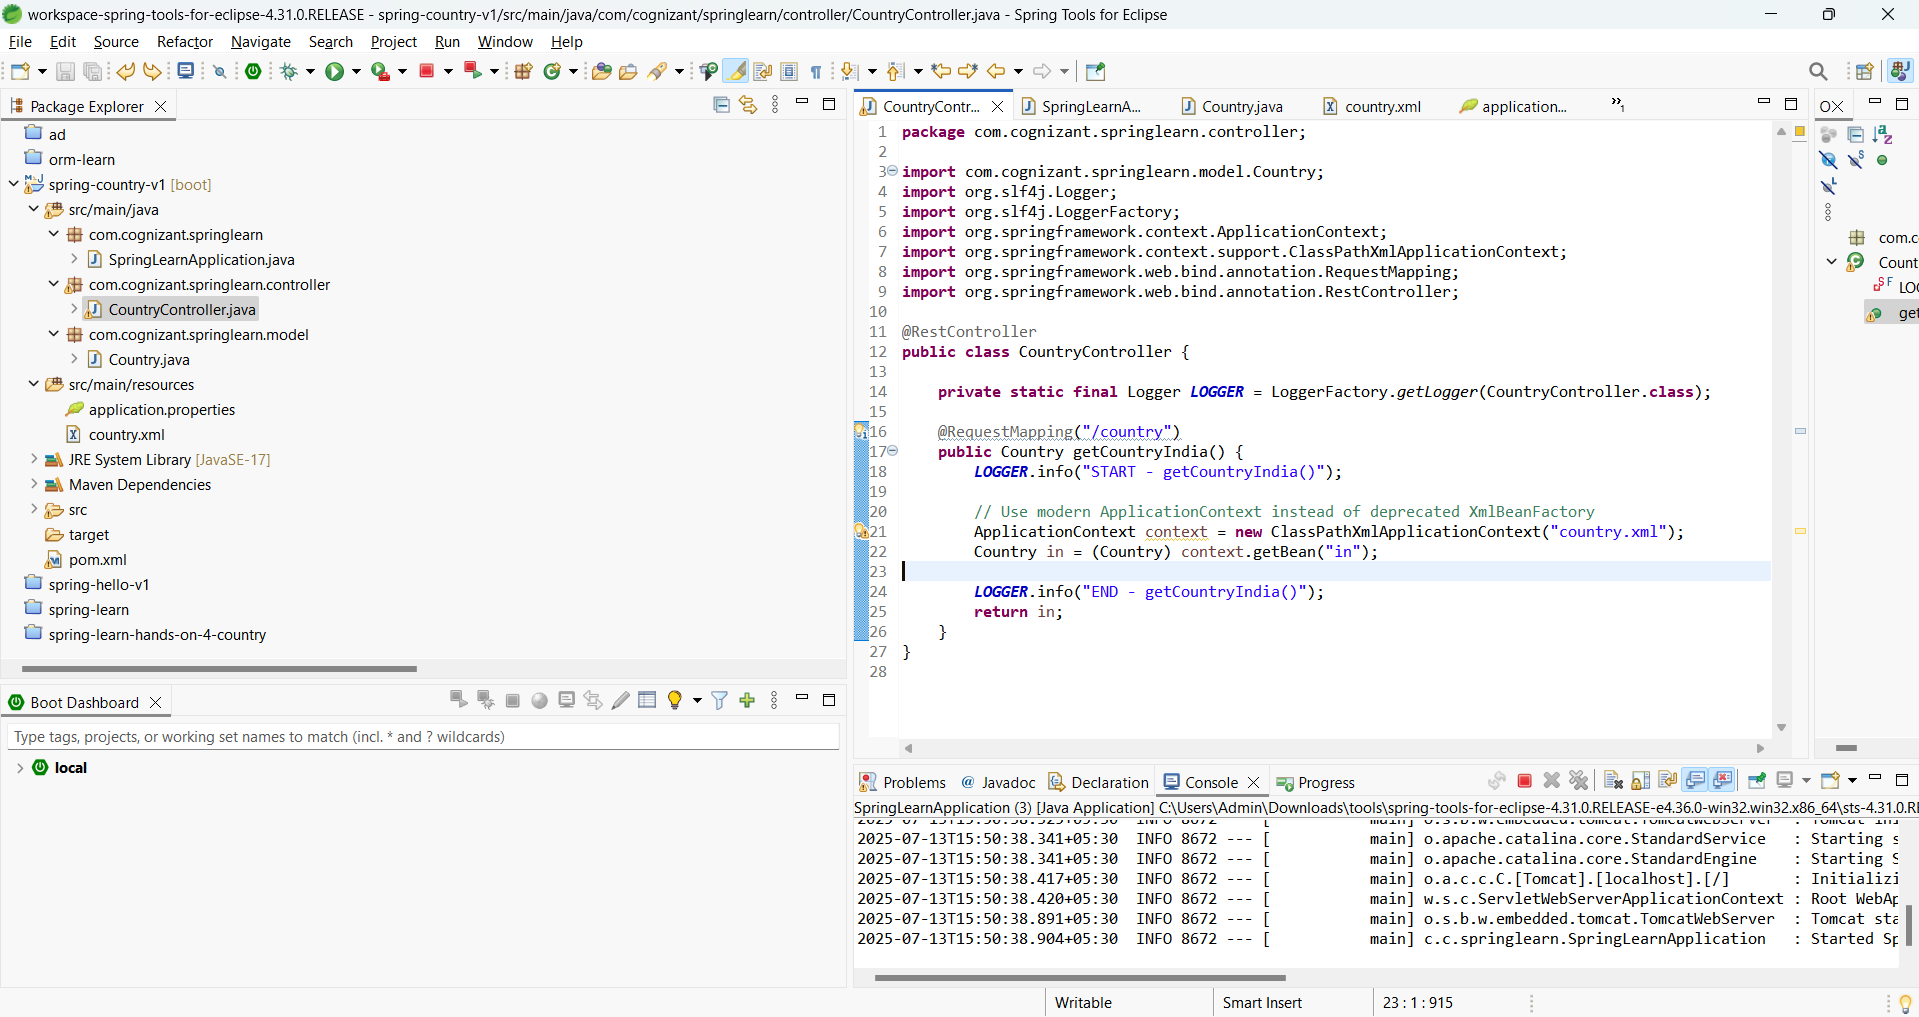 workspace-spring-tools-for-eclipse-4.31.0.RELEASE - spring-country-v1/src/main/java/com/cognizant/springlearn/controller/CountryController.java - Spring Tools for Eclipse
File Edit Source Refactor Navigate Search Project Run Window Help
Package Explorer
ad
orm-learn
spring-country-v1 [boot]
src/main/java
com.cognizant.springlearn
SpringLearnApplication.java
com.cognizant.springlearn.controller
CountryController.java
com.cognizant.springlearn.model
Country.java
src/main/resources
application.properties
country.xml
JRE System Library [JavaSE-17]
Maven Dependencies
src
target
pom.xml
spring-hello-v1
spring-learn
spring-learn-hands-on-4-country
Boot Dashboard
Type tags, projects, or working set names to match (incl. * and ? wildcards)
local
CountryContr... SpringLearnA... Country.java country.xml application... »1
1 package com.cognizant.springlearn.controller;
2
3 import com.cognizant.springlearn.model.Country;
4 import org.slf4j.Logger;
5 import org.slf4j.LoggerFactory;
6 import org.springframework.context.ApplicationContext;
7 import org.springframework.context.support.ClassPathXmlApplicationContext;
8 import org.springframework.web.bind.annotation.RequestMapping;
9 import org.springframework.web.bind.annotation.RestController;
10
11 @RestController
12 public class CountryController {
13
14 private static final Logger LOGGER = LoggerFactory.getLogger(CountryController.class);
15
16 @RequestMapping("/country")
17 public Country getCountryIndia() {
18 LOGGER.info("START - getCountryIndia()");
19
20 // Use modern ApplicationContext instead of deprecated XmlBeanFactory
21 ApplicationContext context = new ClassPathXmlApplicationContext("country.xml");
22 Country in = (Country) context.getBean("in");
23
24 LOGGER.info("END - getCountryIndia()");
25 return in;
26 }
27 }
28
com.c
Count
LO
get
Problems Javadoc Declaration Console Progress
SpringLearnApplication (3) [Java Application] C:\Users\Admin\Downloads\tools\spring-tools-for-eclipse-4.31.0.RELEASE-e4.36.0-win32.win32.x86_64\sts-4.31.0.RI
2025-07-13T15:50:38.341+05:30 INFO 8672 --- [ main] o.apache.catalina.core.StandardService : Starting s
2025-07-13T15:50:38.341+05:30 INFO 8672 --- [ main] o.apache.catalina.core.StandardEngine : Starting S
2025-07-13T15:50:38.417+05:30 INFO 8672 --- [ main] o.a.c.c.C.[Tomcat].[localhost].[/] : Initializi
2025-07-13T15:50:38.420+05:30 INFO 8672 --- [ main] w.s.c.ServletWebServerApplicationContext : Root WebAp
2025-07-13T15:50:38.891+05:30 INFO 8672 --- [ main] o.s.b.w.embedded.tomcat.TomcatWebServer : Tomcat sta
2025-07-13T15:50:38.904+05:30 INFO 8672 --- [ main] c.c.springlearn.SpringLearnApplication : Started Sp
Writable Smart Insert 23 : 1 : 915